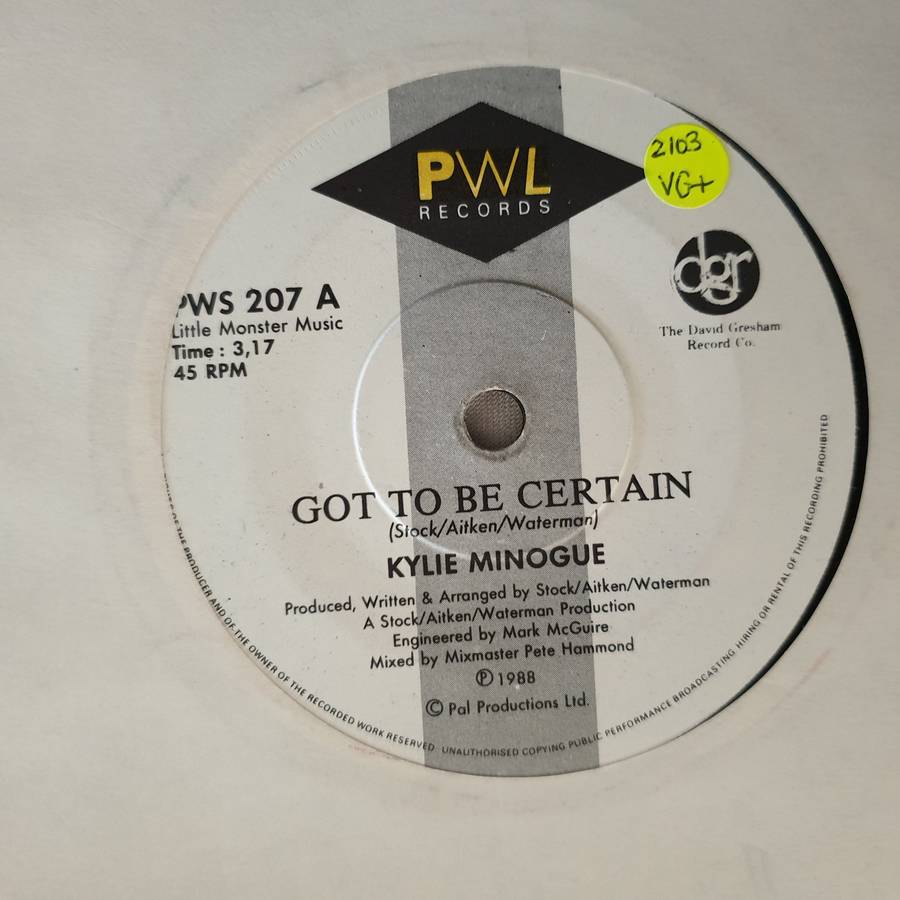 PWL
RECORDS
2103
VG+
dgr
The David Gresham
Record Co.
PWS 207 A
Little Monster Music
Time : 3,17
45 RPM
GOT TO BE CERTAIN
(Stock/Aitken/Waterman)
KYLIE MINOGUE
Produced, Written & Arranged by Stock/Aitken/Waterman
A Stock/Aitken/Waterman Production
Engineered by Mark McGuire
Mixed by Mixmaster Pete Hammond
℗ 1988
© Pal Productions Ltd.
OF THE PRODUCER AND OF THE OWNER OF THE RECORDED WORK RESERVED UNAUTHORISED COPYING PUBLIC PERFORMANCE BROADCASTING HIRING OR RENTAL OF THIS RECORDING PROHIBITED